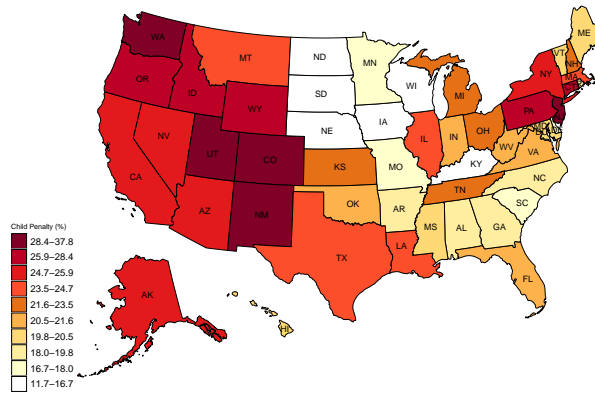 WA
ME
MT
ND
VT
MN
NH
OR
NY
MA
ID
SD
WI
WY
MI
CT
PA
IA
NE
NV
OH
IL
IN
UT
CO
WV
KS
MO
VA
KY
CA
NC
TN
OK
AZ
NM
AR
SC
MS
AL
GA
TX
LA
FL
AK
HI
Child Penalty (%)
28.4–37.8
25.9–28.4
24.7–25.9
23.5–24.7
21.6–23.5
20.5–21.6
19.8–20.5
18.0–19.8
16.7–18.0
11.7–16.7